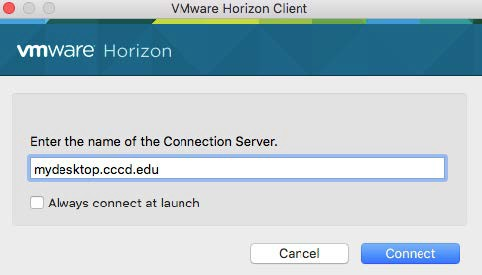 VMware Horizon Client
vmware Horizon
Enter the name of the Connection Server.
mydesktop.cccd.edu
Always connect at launch
Cancel
Connect